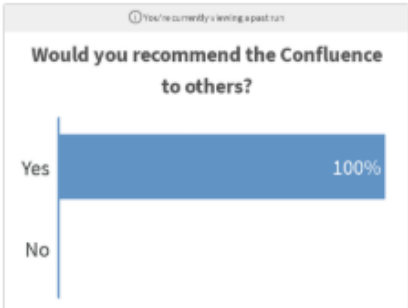 You're currently viewing a past run
Would you recommend the Confluence
to others?
Yes
100%
No